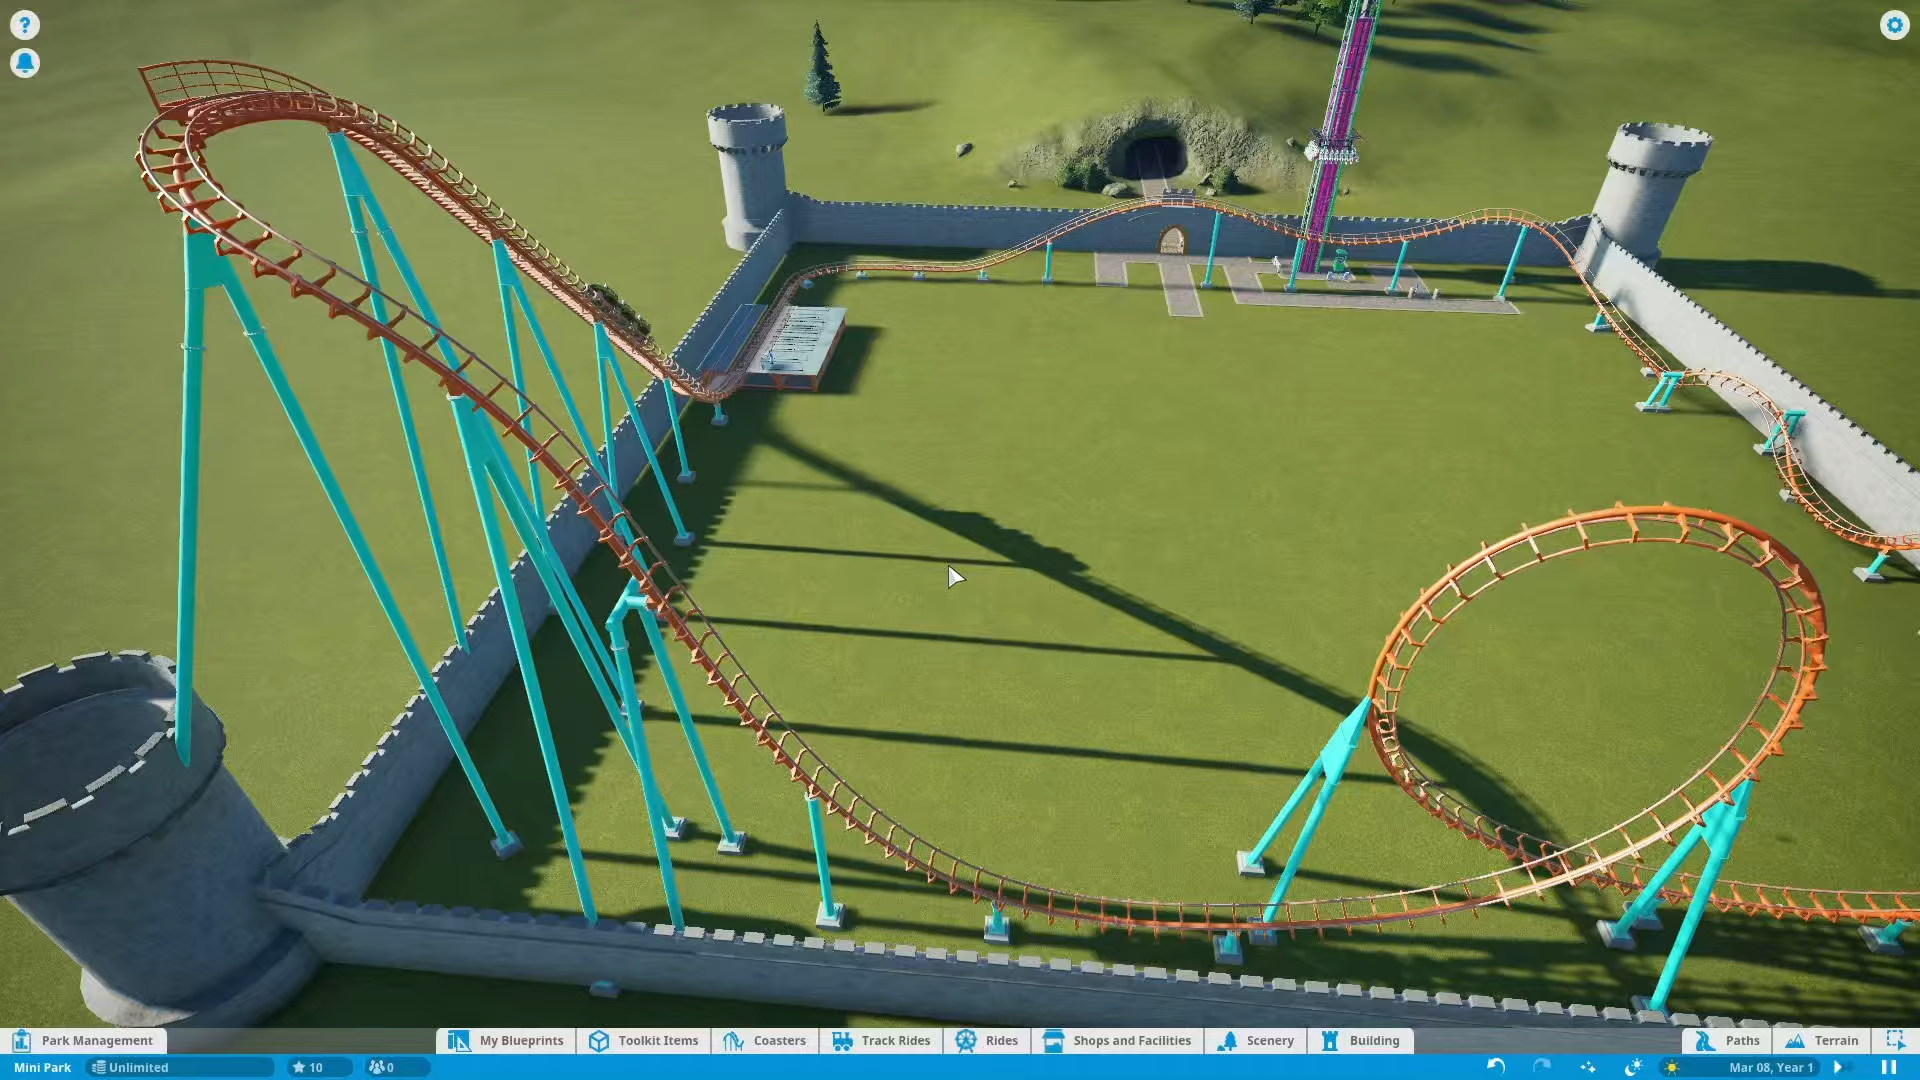 ?
Park Management
My Blueprints
Toolkit Items
Coasters
Track Rides
Rides
Shops and Facilities
Scenery
Building
Paths
Terrain
Mini Park
Unlimited
10
0
Mar 08, Year 1